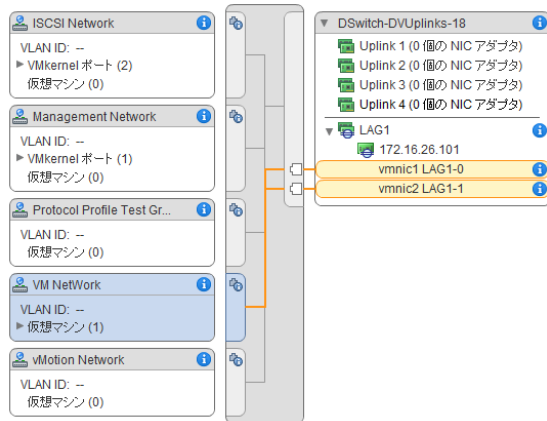 ISCSI Network
VLAN ID: --
VMkernel ポート (2)
仮想マシン (0)
Management Network
VLAN ID: --
VMkernel ポート (1)
仮想マシン (0)
Protocol Profile Test Gr...
VLAN ID: --
仮想マシン (0)
VM NetWork
VLAN ID: --
仮想マシン (1)
vMotion Network
VLAN ID: --
仮想マシン (0)
DSwitch-DVUplinks-18
Uplink 1 (0 個の NIC アダプタ)
Uplink 2 (0 個の NIC アダプタ)
Uplink 3 (0 個の NIC アダプタ)
Uplink 4 (0 個の NIC アダプタ)
LAG1
172.16.26.101
vmnic1 LAG1-0
vmnic2 LAG1-1